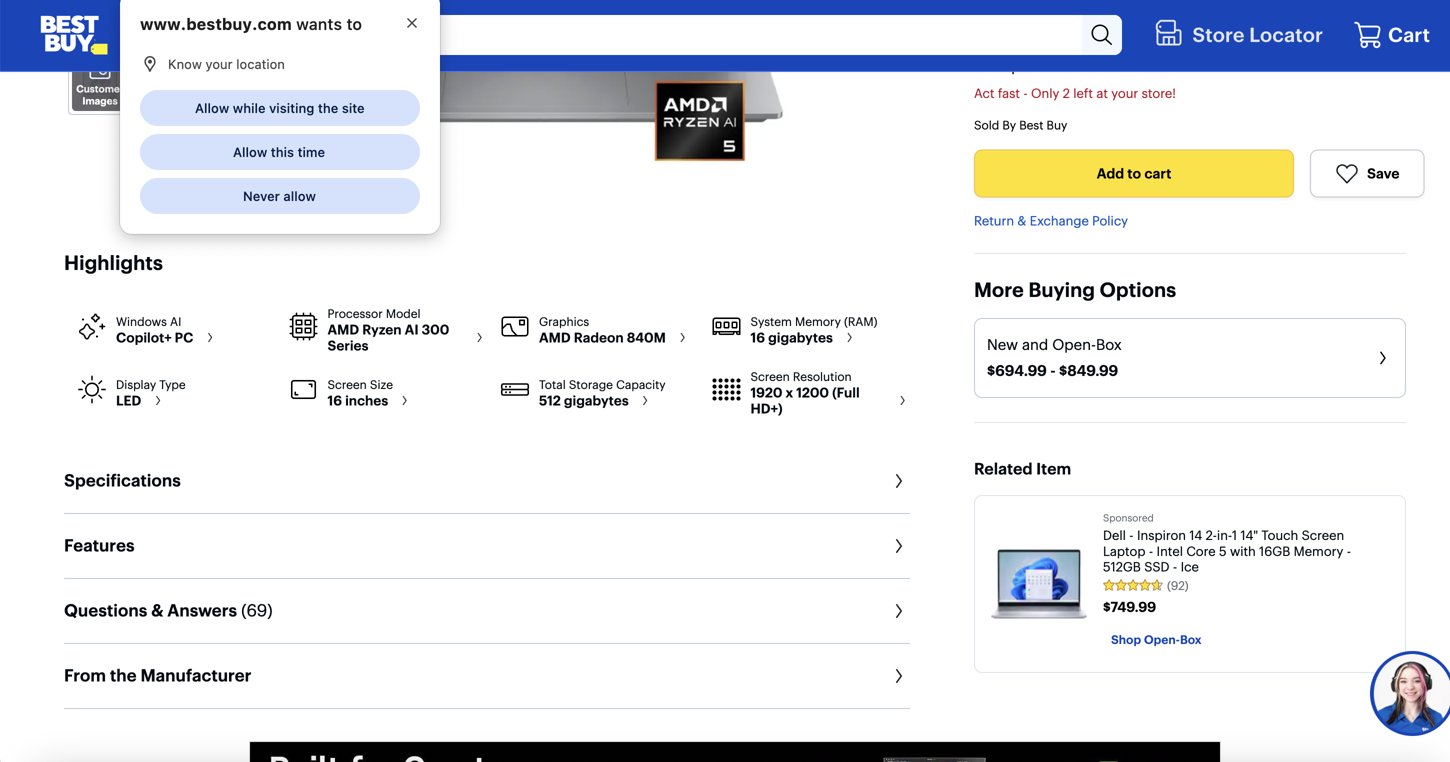 BEST
BUY
www.bestbuy.com wants to
Know your location
Allow while visiting the site
Allow this time
Never allow
Store Locator
Cart
Images
AMD
RYZEN AI
5
Act fast - Only 2 left at your store!
Sold By Best Buy
Add to cart
Save
Return & Exchange Policy
Highlights
Windows AI
Copilot+ PC
Processor Model
AMD Ryzen AI 300
Series
Graphics
AMD Radeon 840M
System Memory (RAM)
16 gigabytes
Display Type
LED
Screen Size
16 inches
Total Storage Capacity
512 gigabytes
Screen Resolution
1920 x 1200 (Full
HD+)
Specifications
Features
Questions & Answers (69)
From the Manufacturer
More Buying Options
New and Open-Box
$694.99 - $849.99
Related Item
Sponsored
Dell - Inspiron 14 2-in-1 14" Touch Screen
Laptop - Intel Core 5 with 16GB Memory -
512GB SSD - Ice
(92)
$749.99
Shop Open-Box